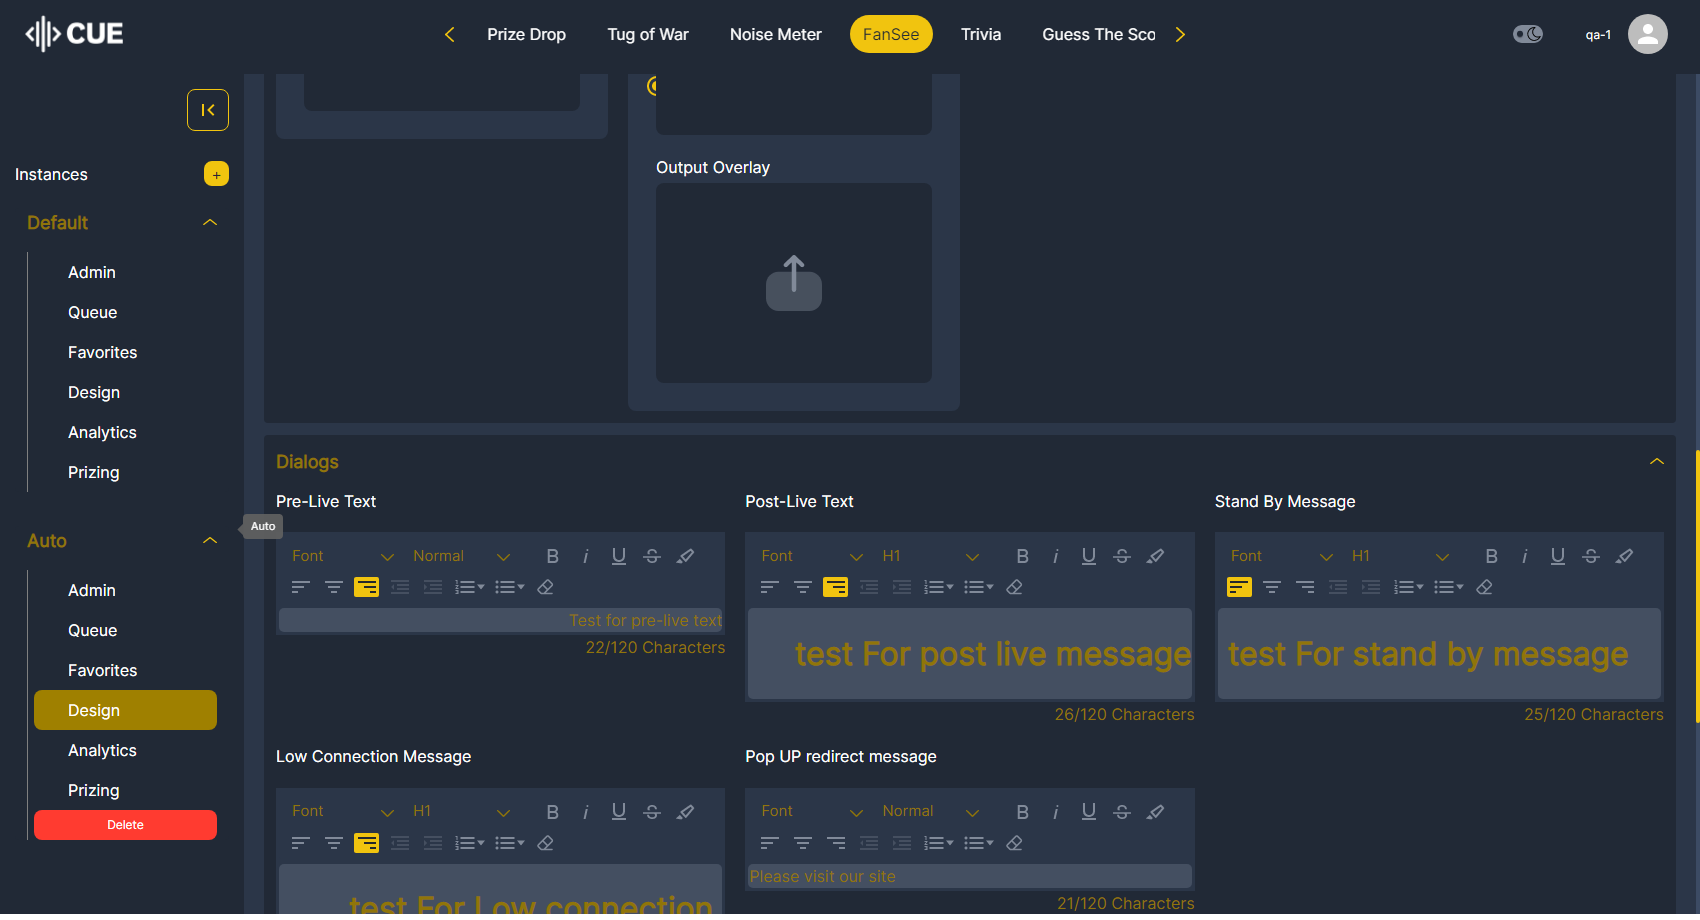 CUE
Prize Drop
Tug of War
Noise Meter
FanSee
Trivia
Guess The Sco
qa-1
Instances
+
Default
Admin
Queue
Favorites
Design
Analytics
Prizing
Auto
Auto
Admin
Queue
Favorites
Design
Analytics
Prizing
Delete
Output Overlay
Dialogs
Pre-Live Text
Font Normal B i U S
Test for pre-live text
22/120 Characters
Post-Live Text
Font H1 B i U S
test For post live message
26/120 Characters
Stand By Message
Font H1 B i U S
test For stand by message
25/120 Characters
Low Connection Message
Font H1 B i U S
test For Low connection
Pop UP redirect message
Font Normal B i U S
Please visit our site
21/120 Characters